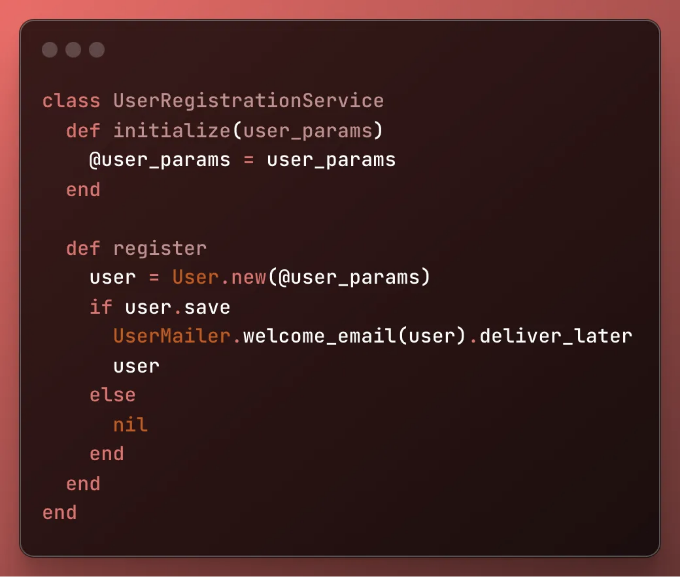 class UserRegistrationService
  def initialize(user_params)
    @user_params = user_params
  end

  def register
    user = User.new(@user_params)
    if user.save
      UserMailer.welcome_email(user).deliver_later
      user
    else
      nil
    end
  end
end